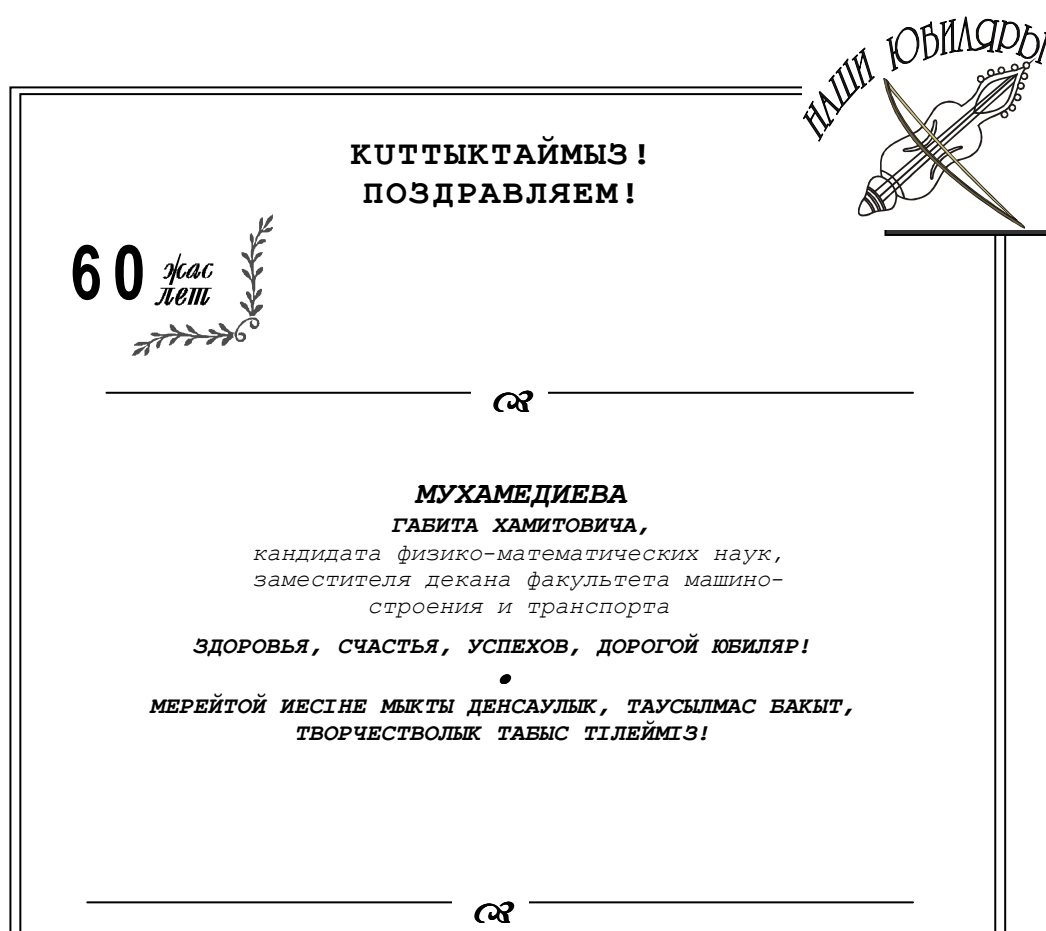 НАШИ ЮБИЛЯРЫ
КUТТЫКТАЙМЫЗ!
ПОЗДРАВЛЯЕМ!
60 жас
лет
МУХАМЕДИЕВА
ГАБИТА ХАМИТОВИЧА,
кандидата физико-математических наук,
заместителя декана факультета машино-
строения и транспорта
ЗДОРОВЬЯ, СЧАСТЬЯ, УСПЕХОВ, ДОРОГОЙ ЮБИЛЯР!
МЕРЕЙТОЙ ИЕСІНЕ МЫКТЫ ДЕНСАУЛЫК, ТАУСЫЛМАС БАКЫТ,
ТВОРЧЕСТВОЛЫК ТАБЫС ТІЛЕЙМІЗ!